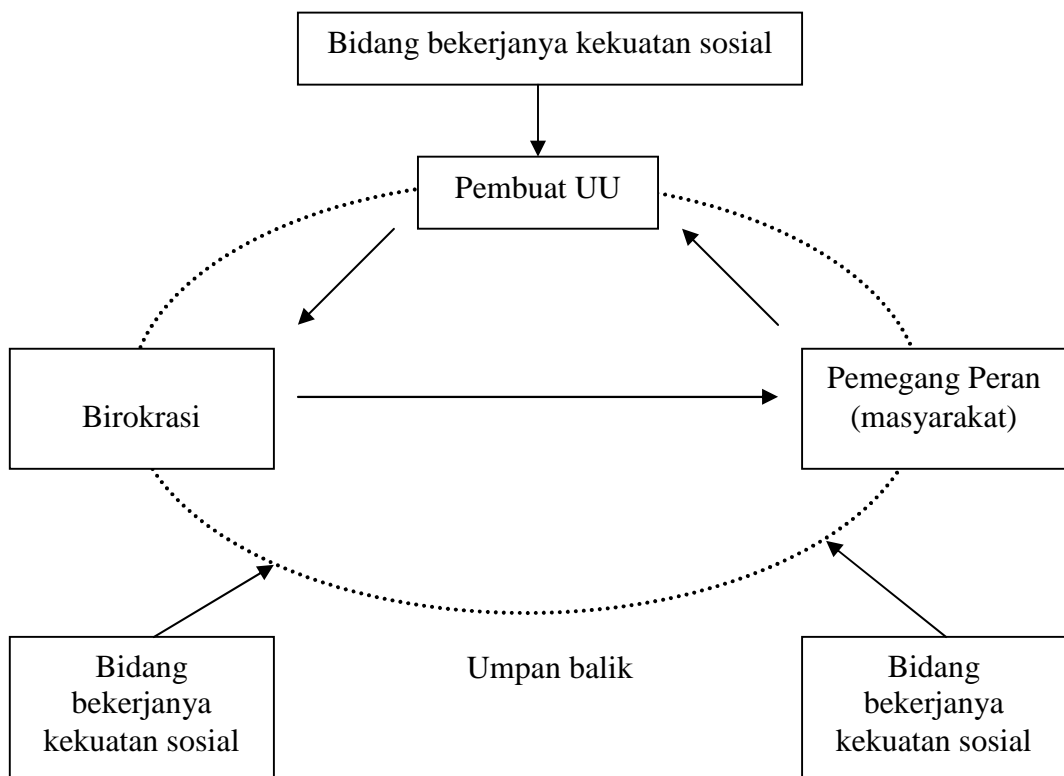 Bidang bekerjanya kekuatan sosial
Pembuat UU
Birokrasi
Pemegang Peran
(masyarakat)
Umpan balik
Bidang
bekerjanya
kekuatan sosial
Bidang
bekerjanya
kekuatan sosial